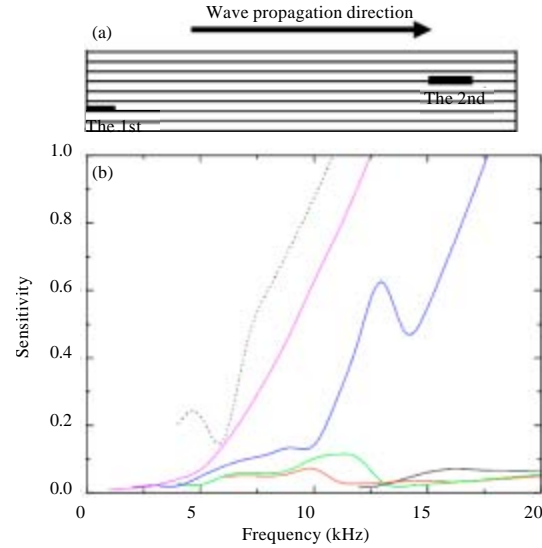 Wave propagation direction
(a)
The 2nd
The 1st
1.0
(b)
0.8
0.6
0.4
0.2
0.0
Sensitivity
0 5 10 15 20
Frequency (kHz)